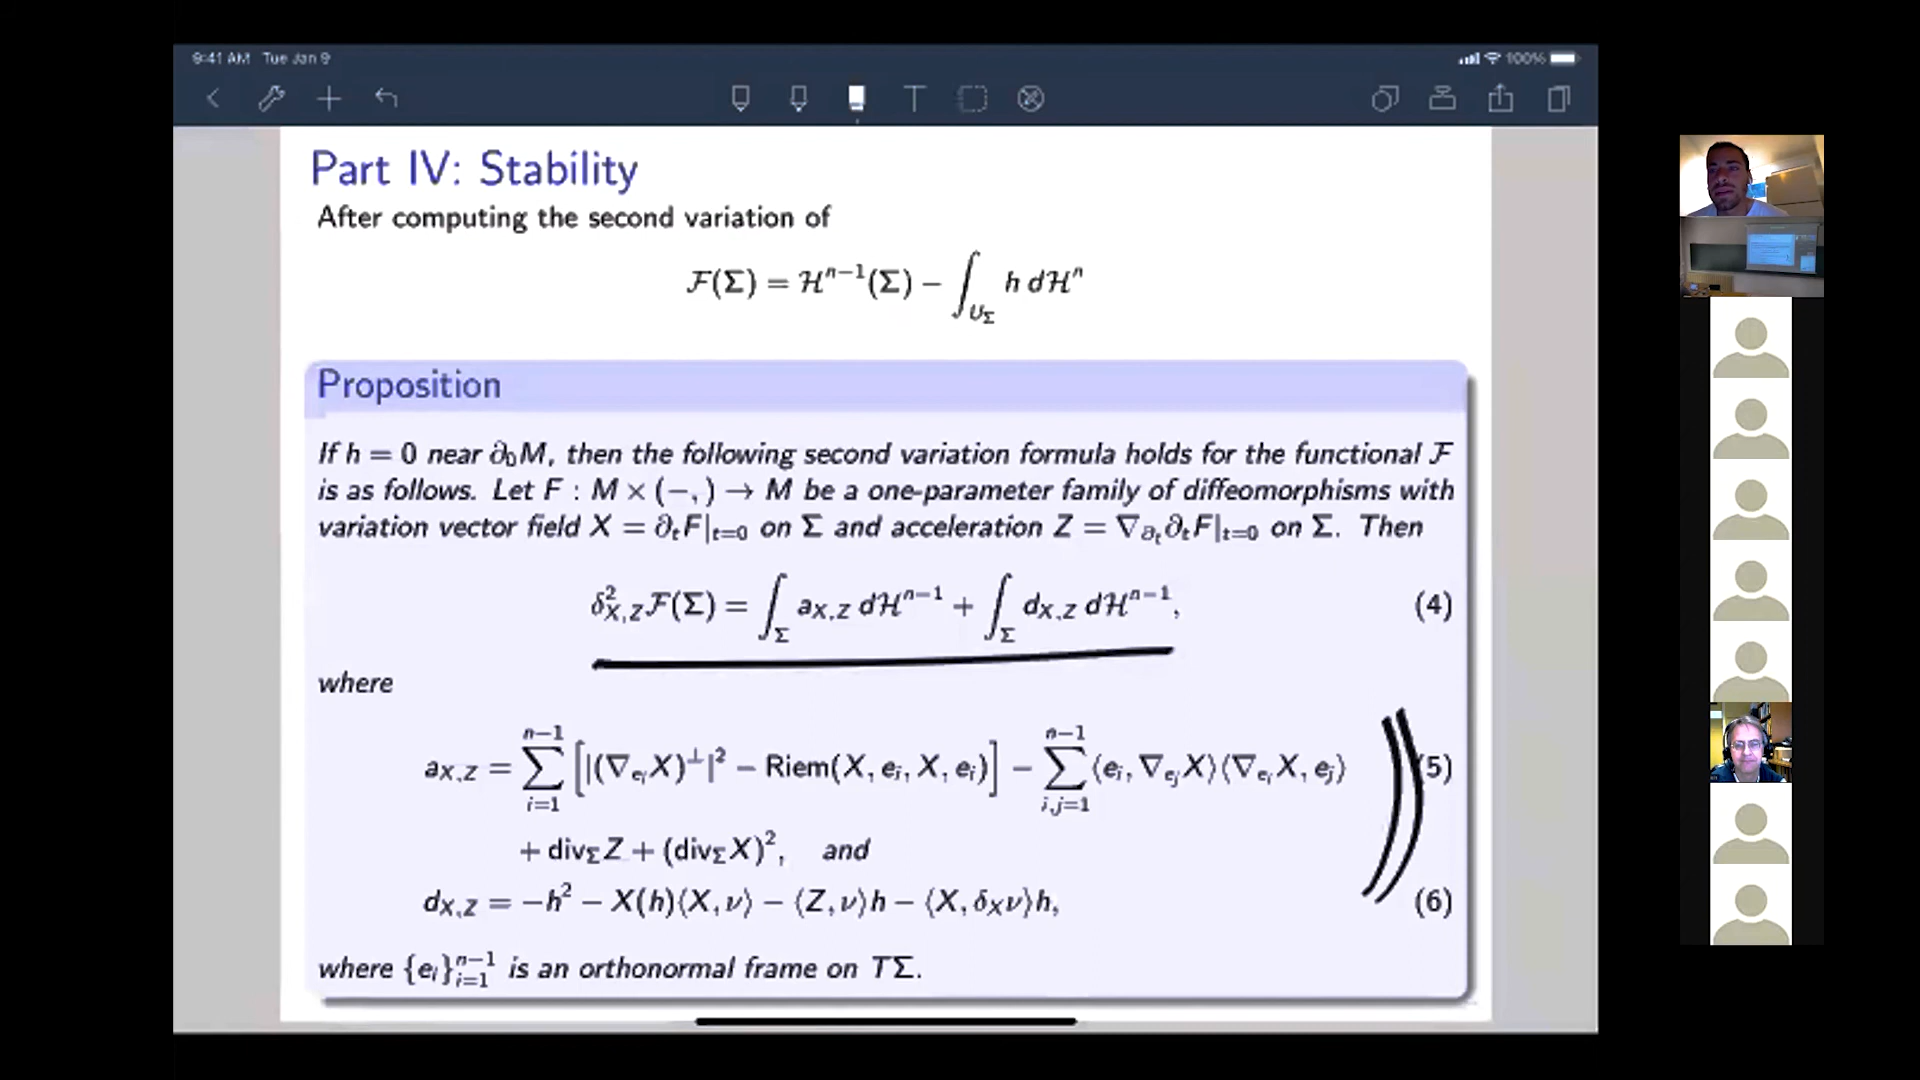 9:41 AM Tue Jan 9
100%
Part IV: Stability
After computing the second variation of
F(Σ) = H^{n−1}(Σ) − ∫_{U_Σ} h dH^n
Proposition
If h = 0 near ∂₀M, then the following second variation formula holds for the functional F
is as follows. Let F : M × (−, ) → M be a one-parameter family of diffeomorphisms with
variation vector field X = ∂_t F|_{t=0} on Σ and acceleration Z = ∇_{∂_t} ∂_t F|_{t=0} on Σ. Then
δ²_{X,Z} F(Σ) = ∫_Σ a_{X,Z} dH^{n−1} + ∫_Σ d_{X,Z} dH^{n−1}, (4)
where
a_{X,Z} = ∑_{i=1}^{n−1} [|(∇_{e_i} X)^⊥|² − Riem(X, e_i, X, e_i)] − ∑_{i,j=1}^{n−1} ⟨e_i, ∇_{e_j} X⟩⟨∇_{e_i} X, e_j⟩ (5)
+ div_Σ Z + (div_Σ X)², and
d_{X,Z} = −h² − X(h)⟨X, ν⟩ − ⟨Z, ν⟩h − ⟨X, δ_X ν⟩h, (6)
where {e_i}_{i=1}^{n−1} is an orthonormal frame on TΣ.